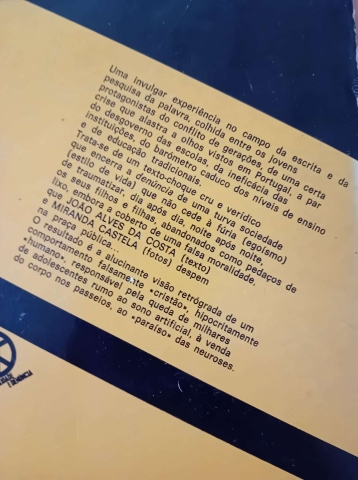 Uma invulgar experiência no campo da escrita e da
pesquisa da palavra, colhida entre os jovens
protagonistas do conflito de gerações, de uma certa
crise que alastra a olhos vistos em Portugal, a par
do desgoverno das escolas, da ineficácia das
instituições, do barómetro caduco dos níveis de ensino
e de educação tradicionais.
Trata-se de um texto-choque cru e verídico
que encerra a denúncia de uma turva sociedade
(estilo de vida) que não cede à fúria (egoísmo)
de traumatizar, dia após dia, noite após noite,
os seus filhos e filhas, abandonados como pedaços de
lixo, embora a coberto de uma falsa moralidade,
que JOÃO ALVES DA COSTA (texto)
e MIRANDA CASTELA (fotos) despem
na praça pública...
O resultado é a alucinante visão retrógrada de um
comportamento falsamente «cristão», hipocritamente
«humano», responsável pela queda de milhares
de adolescentes rumo ao sono artificial, à venda
do corpo nos passeios, ao «paraíso» das neuroses.